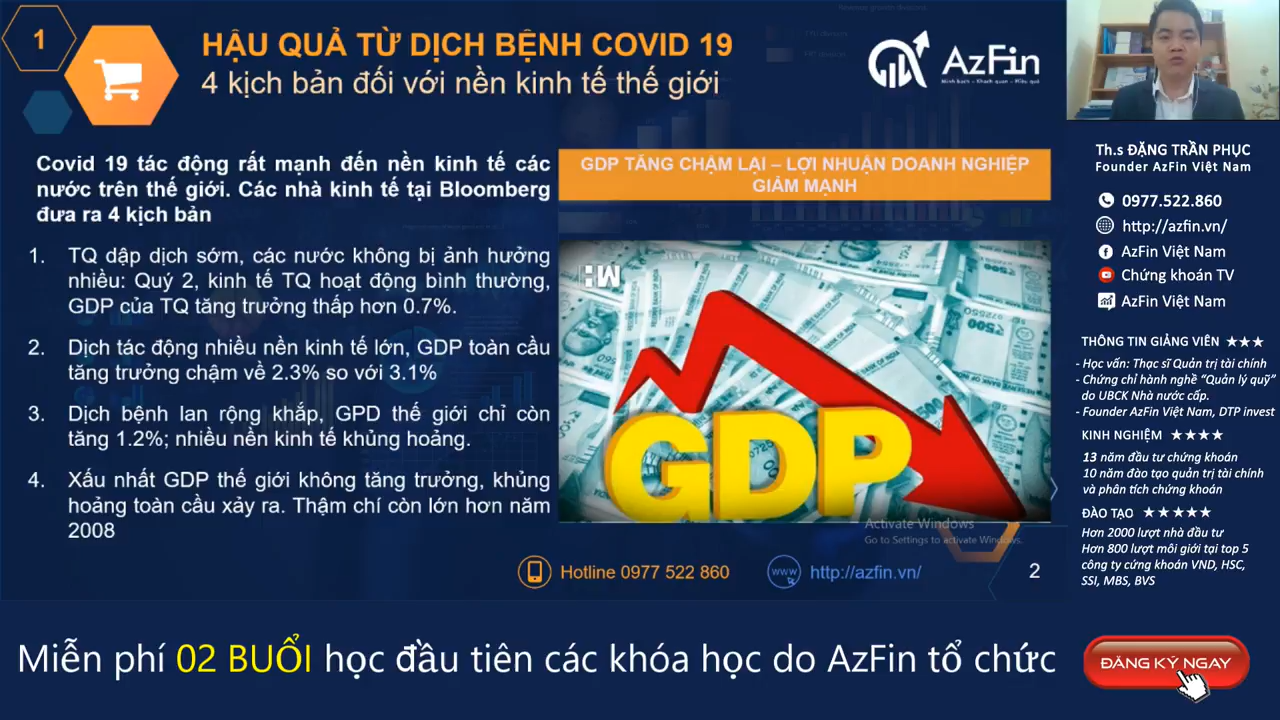 1
HẬU QUẢ TỪ DỊCH BỆNH COVID 19
4 kịch bản đối với nền kinh tế thế giới
AzFin
Covid 19 tác động rất mạnh đến nền kinh tế các
nước trên thế giới. Các nhà kinh tế tại Bloomberg
đưa ra 4 kịch bản
1. TQ dập dịch sớm, các nước không bị ảnh hưởng
nhiều: Quý 2, kinh tế TQ hoạt động bình thường,
GDP của TQ tăng trưởng thấp hơn 0.7%.
2. Dịch tác động nhiều nền kinh tế lớn, GDP toàn cầu
tăng trưởng chậm về 2.3% so với 3.1%
3. Dịch bệnh lan rộng khắp, GPD thế giới chỉ còn
tăng 1.2%; nhiều nền kinh tế khủng hoảng.
4. Xấu nhất GDP thế giới không tăng trưởng, khủng
hoảng toàn cầu xảy ra. Thậm chí còn lớn hơn năm
2008
GDP TĂNG CHẬM LẠI – LỢI NHUẬN DOANH NGHIỆP
GIẢM MẠNH
GDP
Activate Windows
Go to Settings to activate Windows.
Hotline 0977 522 860
www
http://azfin.vn/
2
Th.s ĐẶNG TRẦN PHỤC
Founder AzFin Việt Nam
0977.522.860
http://azfin.vn/
AzFin Việt Nam
Chứng khoán TV
AzFin Việt Nam
THÔNG TIN GIẢNG VIÊN ★★★
- Học vấn: Thạc sĩ Quản trị tài chính
- Chứng chỉ hành nghề “Quản lý quỹ”
do UBCK Nhà nước cấp.
- Founder AzFin Việt Nam, DTP invest
KINH NGHIỆM ★★★★
13 năm đầu tư chứng khoán
10 năm đào tạo quản trị tài chính
và phân tích chứng khoán
ĐÀO TẠO ★★★★★
Hơn 2000 lượt nhà đầu tư
Hơn 800 lượt môi giới tại top 5
công ty cứng khoán VND, HSC,
SSI, MBS, BVS
Miễn phí 02 BUỔI học đầu tiên các khóa học do AzFin tổ chức
ĐĂNG KÝ NGAY